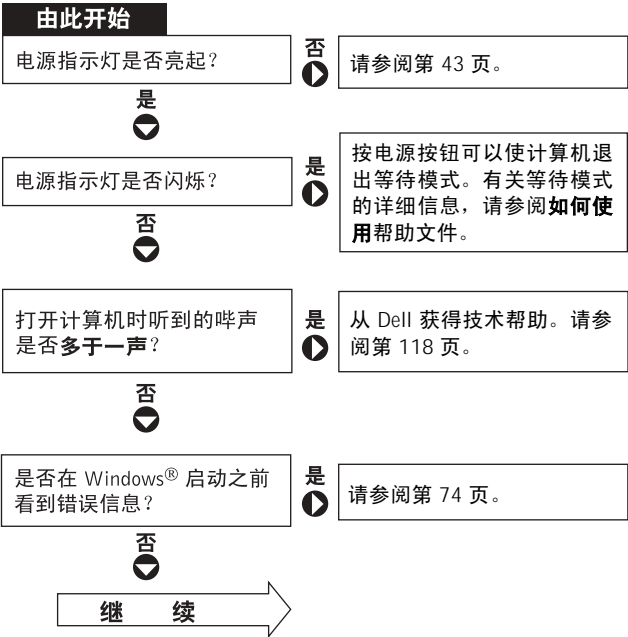 由此开始
电源指示灯是否亮起？
否
请参阅第 43 页。
是
电源指示灯是否闪烁？
是
按电源按钮可以使计算机退
出等待模式。有关等待模式
的详细信息，请参阅如何使
用帮助文件。
否
打开计算机时听到的哔声
是否多于一声？
是
从 Dell 获得技术帮助。请参
阅第 118 页。
否
是否在 Windows® 启动之前
看到错误信息？
是
请参阅第 74 页。
否
继 续